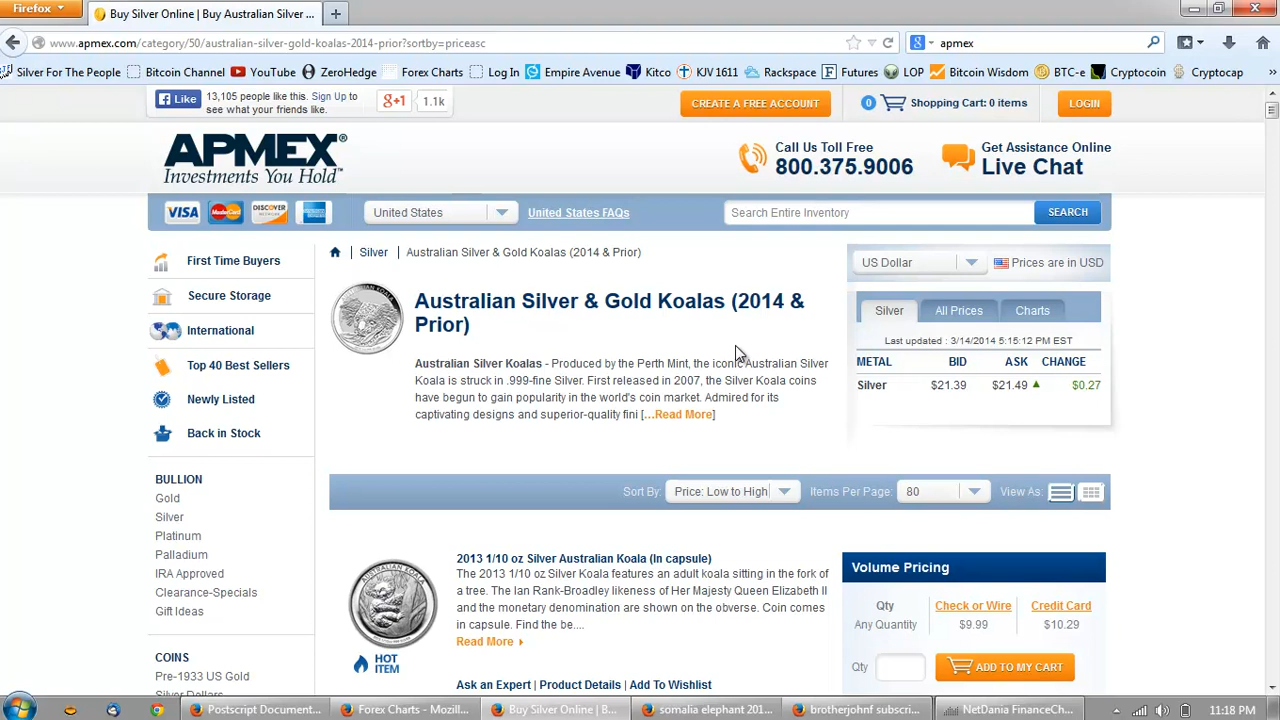 Firefox
Buy Silver Online | Buy Australian Silver ...
www.apmex.com/category/50/australian-silver-gold-koalas-2014-prior?sortby=priceasc
apmex
Silver For The People
Bitcoin Channel
YouTube
ZeroHedge
Forex Charts
Log In
Empire Avenue
Kitco
KJV 1611
Rackspace
Futures
LOP
Bitcoin Wisdom
BTC-e
Cryptocoin
Cryptocap
»
Like
13,105 people like this. Sign Up to
see what your friends like.
g+1
1.1k
CREATE A FREE ACCOUNT
0
Shopping Cart: 0 items
LOGIN
APMEX®
Investments You Hold™
Call Us Toll Free
800.375.9006
Get Assistance Online
Live Chat
VISA
MasterCard
DISCOVER
United States
United States FAQs
Search Entire Inventory
SEARCH
First Time Buyers
Secure Storage
International
Top 40 Best Sellers
Newly Listed
Back in Stock
BULLION
Gold
Silver
Platinum
Palladium
IRA Approved
Clearance-Specials
Gift Ideas
COINS
Pre-1933 US Gold
Silver Dollars
Silver
Australian Silver & Gold Koalas (2014 & Prior)
Australian Silver & Gold Koalas (2014 &
Prior)
Australian Silver Koalas - Produced by the Perth Mint, the iconic Australian Silver
Koala is struck in .999-fine Silver. First released in 2007, the Silver Koala coins
have begun to gain popularity in the world's coin market. Admired for its
captivating designs and superior-quality fini [...Read More]
US Dollar
Prices are in USD
Silver
All Prices
Charts
Last updated : 3/14/2014 5:15:12 PM EST
METAL BID ASK CHANGE
Silver $21.39 $21.49 $0.27
Sort By:
Price: Low to High
Items Per Page:
80
View As:
AUSTRALIAN KOALA
HOT
ITEM
2013 1/10 oz Silver Australian Koala (In capsule)
The 2013 1/10 oz Silver Koala features an adult koala sitting in the fork of
a tree. The Ian Rank-Broadley likeness of Her Majesty Queen Elizabeth II
and the monetary denomination are shown on the obverse. Coin comes
in capsule. Find the be....
Read More
Ask an Expert | Product Details | Add To Wishlist
Volume Pricing
Qty Check or Wire Credit Card
Any Quantity $9.99 $10.29
Qty
ADD TO MY CART
Postscript Document...
Forex Charts - Mozill...
Buy Silver Online | B...
somalia elephant 201...
brotherjohnf subscri...
NetDania FinanceCh...
11:18 PM